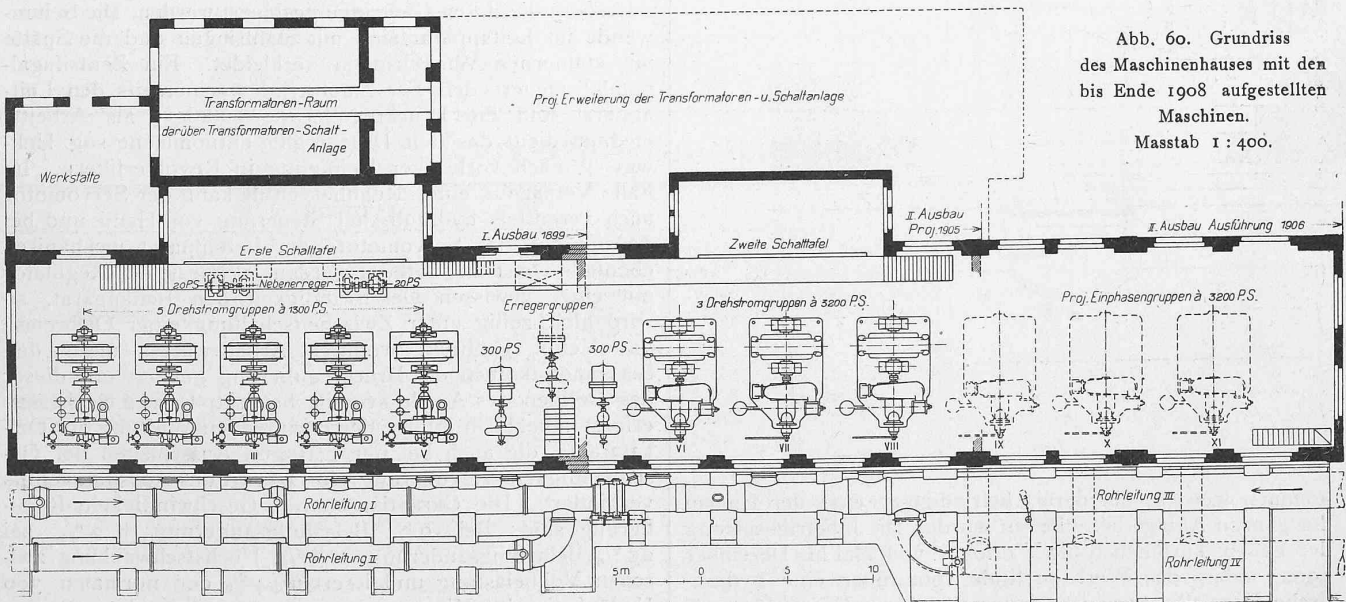 Abb. 60. Grundriss
des Maschinenhauses mit den
bis Ende 1908 aufgestellten
Maschinen.
Masstab 1 : 400.
Transformatoren-Raum
darüber Transformatoren-Schalt-
Anlage
Werkstätte
Proj. Erweiterung der Transformatoren- u. Schaltanlage
I. Ausbau 1899
II. Ausbau
Proj. 1905
II. Ausbau Ausführung 1906
Erste Schalttafel
Zweite Schalttafel
20 PS
Nebenerreger
20 PS
5 Drehstromgruppen à 1300 P.S.
Erregergruppen
3 Drehstromgruppen à 3200 P.S.
Proj. Einphasengruppen à 3200 P.S.
300 PS
300 PS
I
II
III
IV
V
VI
VII
VIII
IX
X
XI
Rohrleitung I
Rohrleitung III
Rohrleitung II
Rohrleitung IV
5m
0
5
10